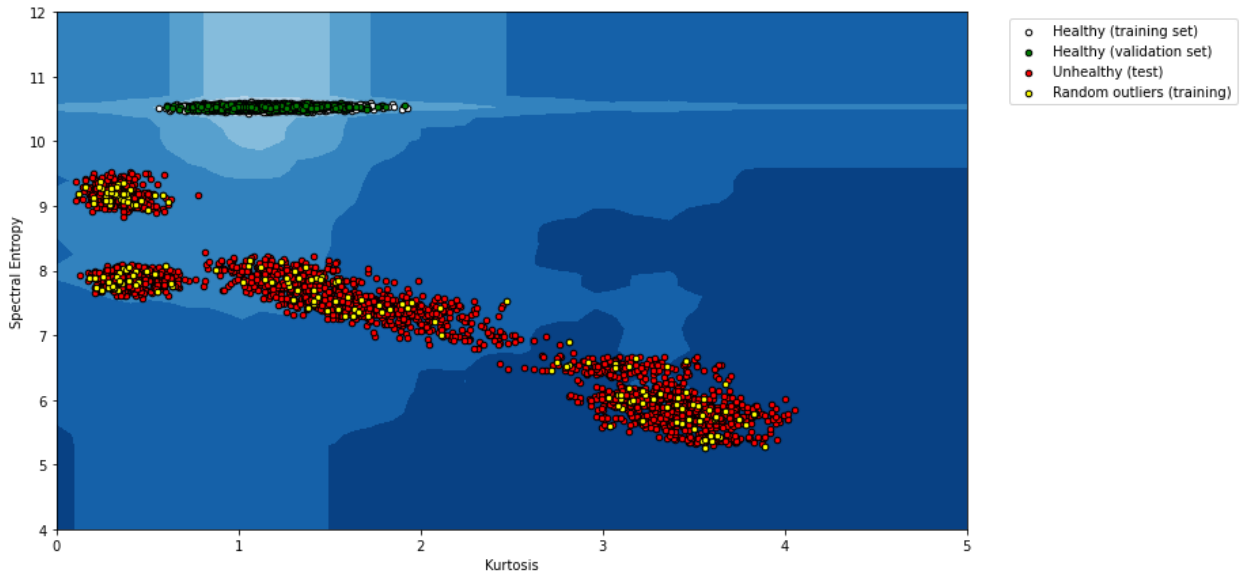 12
11
10
9
8
7
6
5
4
Spectral Entropy
0 1 2 3 4 5
Kurtosis
Healthy (training set)
Healthy (validation set)
Unhealthy (test)
Random outliers (training)